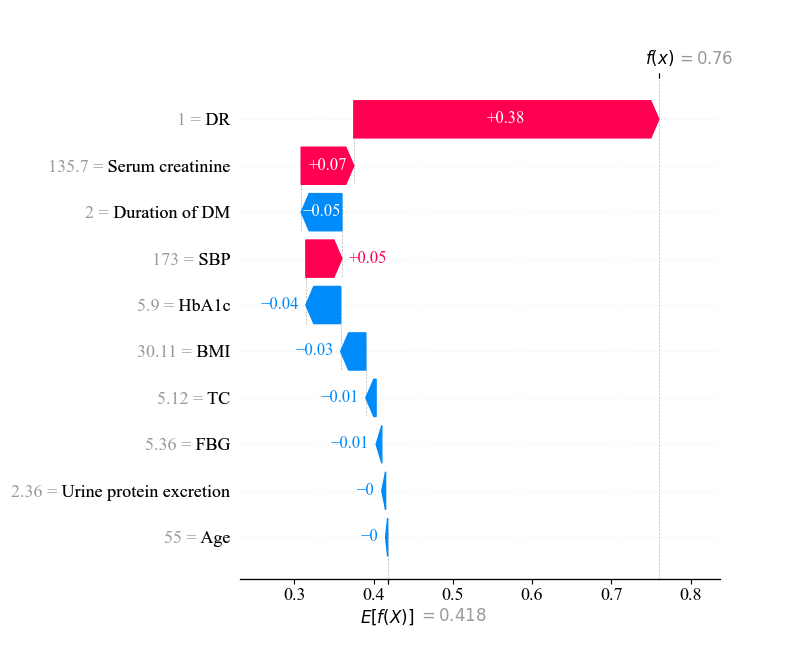 f(x) = 0.76
1 = DR +0.38
135.7 = Serum creatinine +0.07
2 = Duration of DM −0.05
173 = SBP +0.05
5.9 = HbA1c −0.04
30.11 = BMI −0.03
5.12 = TC −0.01
5.36 = FBG −0.01
2.36 = Urine protein excretion −0
55 = Age −0
0.3 0.4 0.5 0.6 0.7 0.8
E[f(X)] = 0.418